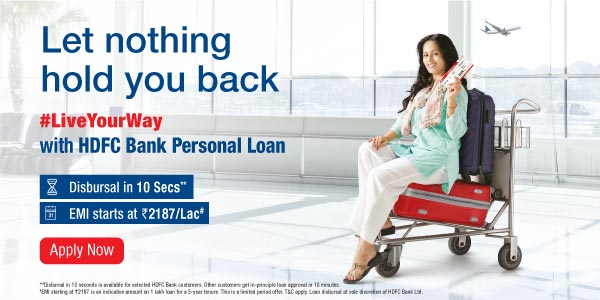 Let nothing
hold you back
#LiveYourWay
with HDFC Bank Personal Loan
Disbursal in 10 Secs**
31
EMI starts at ₹2187/Lac#
Apply Now
**Disbursal in 10 seconds is available for selected HDFC Bank customers. Other customers get in-principle loan approval in 10 minutes.
#EMI starting at ₹2187 is an indicative amount on 1 lakh loan for a 5-year tenure. This is a limited period offer. T&C apply. Loan disbursal at sole discretion of HDFC Bank Ltd.